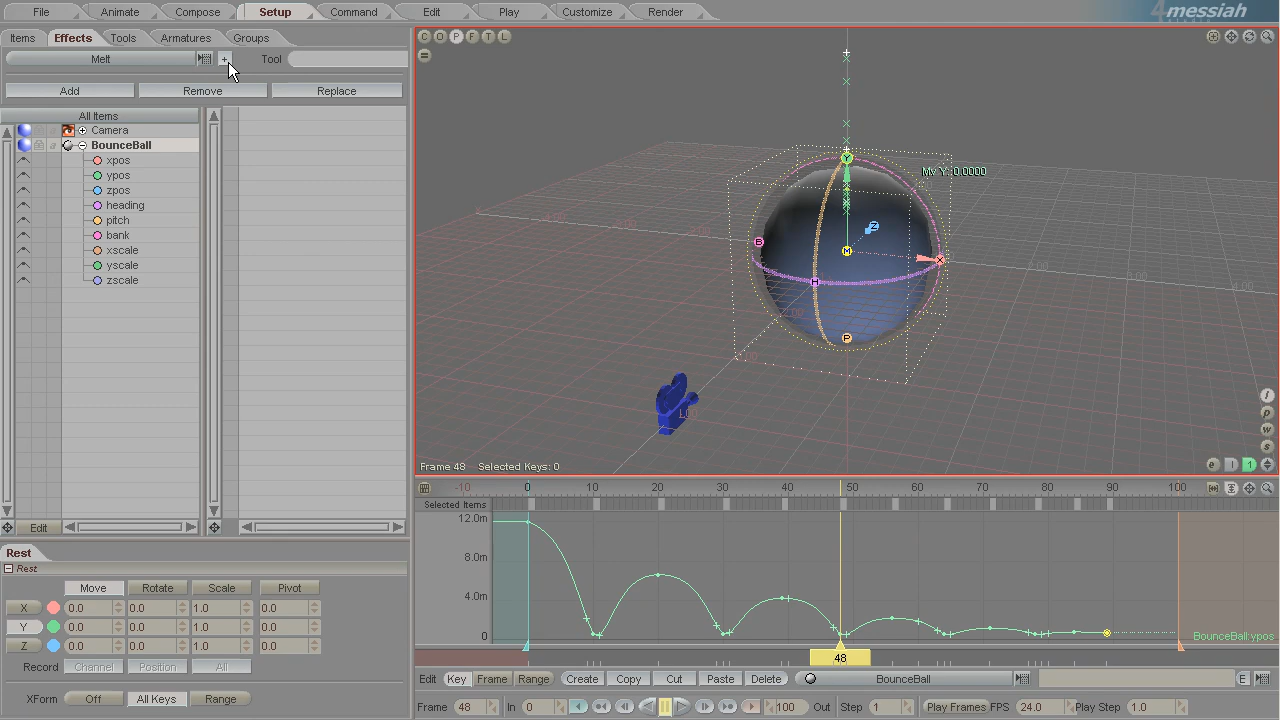 File Animate Compose Setup Command Edit Play Customize Render 4messiah
Items Effects Tools Armatures Groups
Melt + Tool
Add Remove Replace
All Items
Camera
BounceBall
xpos
ypos
zpos
heading
pitch
bank
xscale
yscale
zscale
Edit
C O P F T L
Mv Y: 0.0000
Y
Z
B
M
X
H
P
Frame 48 Selected Keys: 0
-10 0 10 20 30 40 50 60 70 80 90 100
Selected Items
12.0m
8.0m
4.0m
0
BounceBall:ypos
48
Rest
Rest
Move Rotate Scale Pivot
X 0.0 0.0 1.0 0.0
Y 0.0 0.0 1.0 0.0
Z 0.0 0.0 1.0 0.0
Record Channel Position All
XForm Off All Keys Range
Edit Key Frame Range Create Copy Cut Paste Delete BounceBall E
Frame 48 In 0 100 Out Step 1 Play Frames FPS 24.0 Play Step 1.0